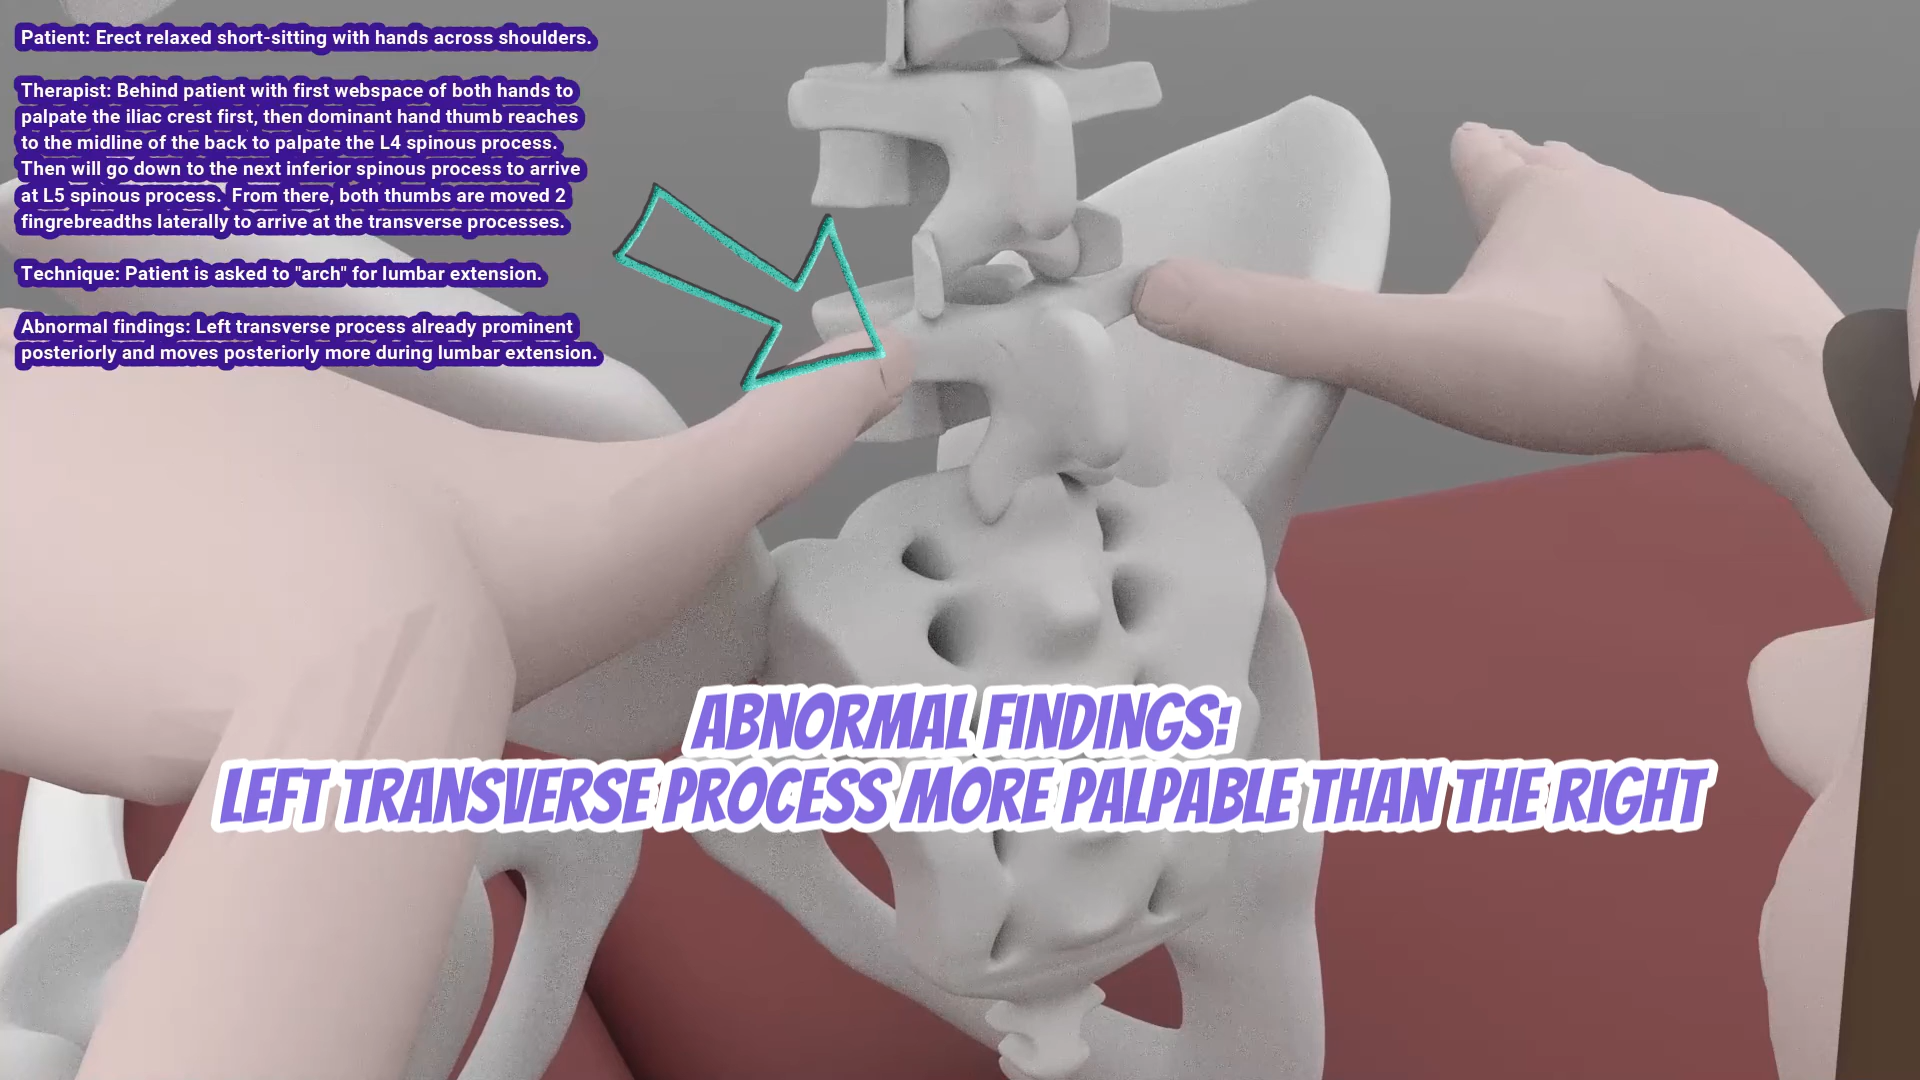 Patient: Erect relaxed short-sitting with hands across shoulders.
Therapist: Behind patient with first webspace of both hands to
palpate the iliac crest first, then dominant hand thumb reaches
to the midline of the back to palpate the L4 spinous process.
Then will go down to the next inferior spinous process to arrive
at L5 spinous process. From there, both thumbs are moved 2
fingrebreadths laterally to arrive at the transverse processes.
Technique: Patient is asked to "arch" for lumbar extension.
Abnormal findings: Left transverse process already prominent
posteriorly and moves posteriorly more during lumbar extension.
ABNORMAL FINDINGS:
LEFT TRANSVERSE PROCESS MORE PALPABLE THAN THE RIGHT